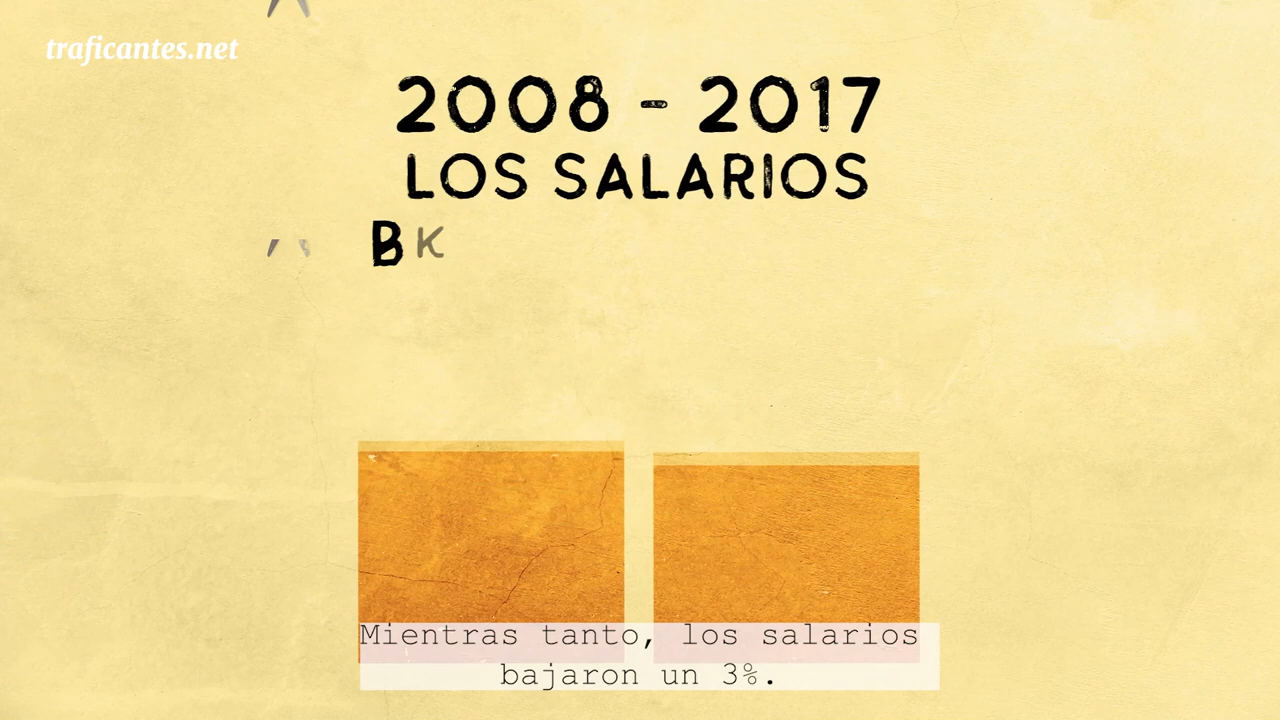 traficantes.net
2008 - 2017
LOS SALARIOS
B K
Mientras tanto, los salarios
bajaron un 3%.